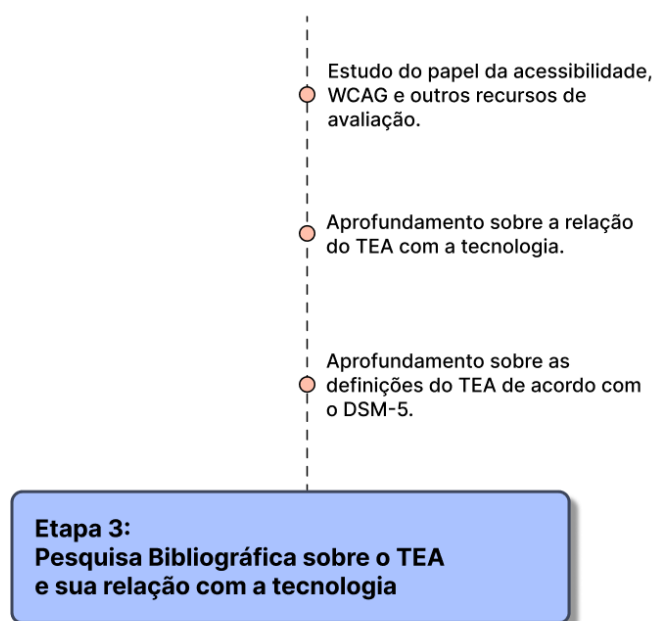 Estudo do papel da acessibilidade,
WCAG e outros recursos de
avaliação.
Aprofundamento sobre a relação
do TEA com a tecnologia.
Aprofundamento sobre as
definições do TEA de acordo com
o DSM-5.
Etapa 3:
Pesquisa Bibliográfica sobre o TEA
e sua relação com a tecnologia